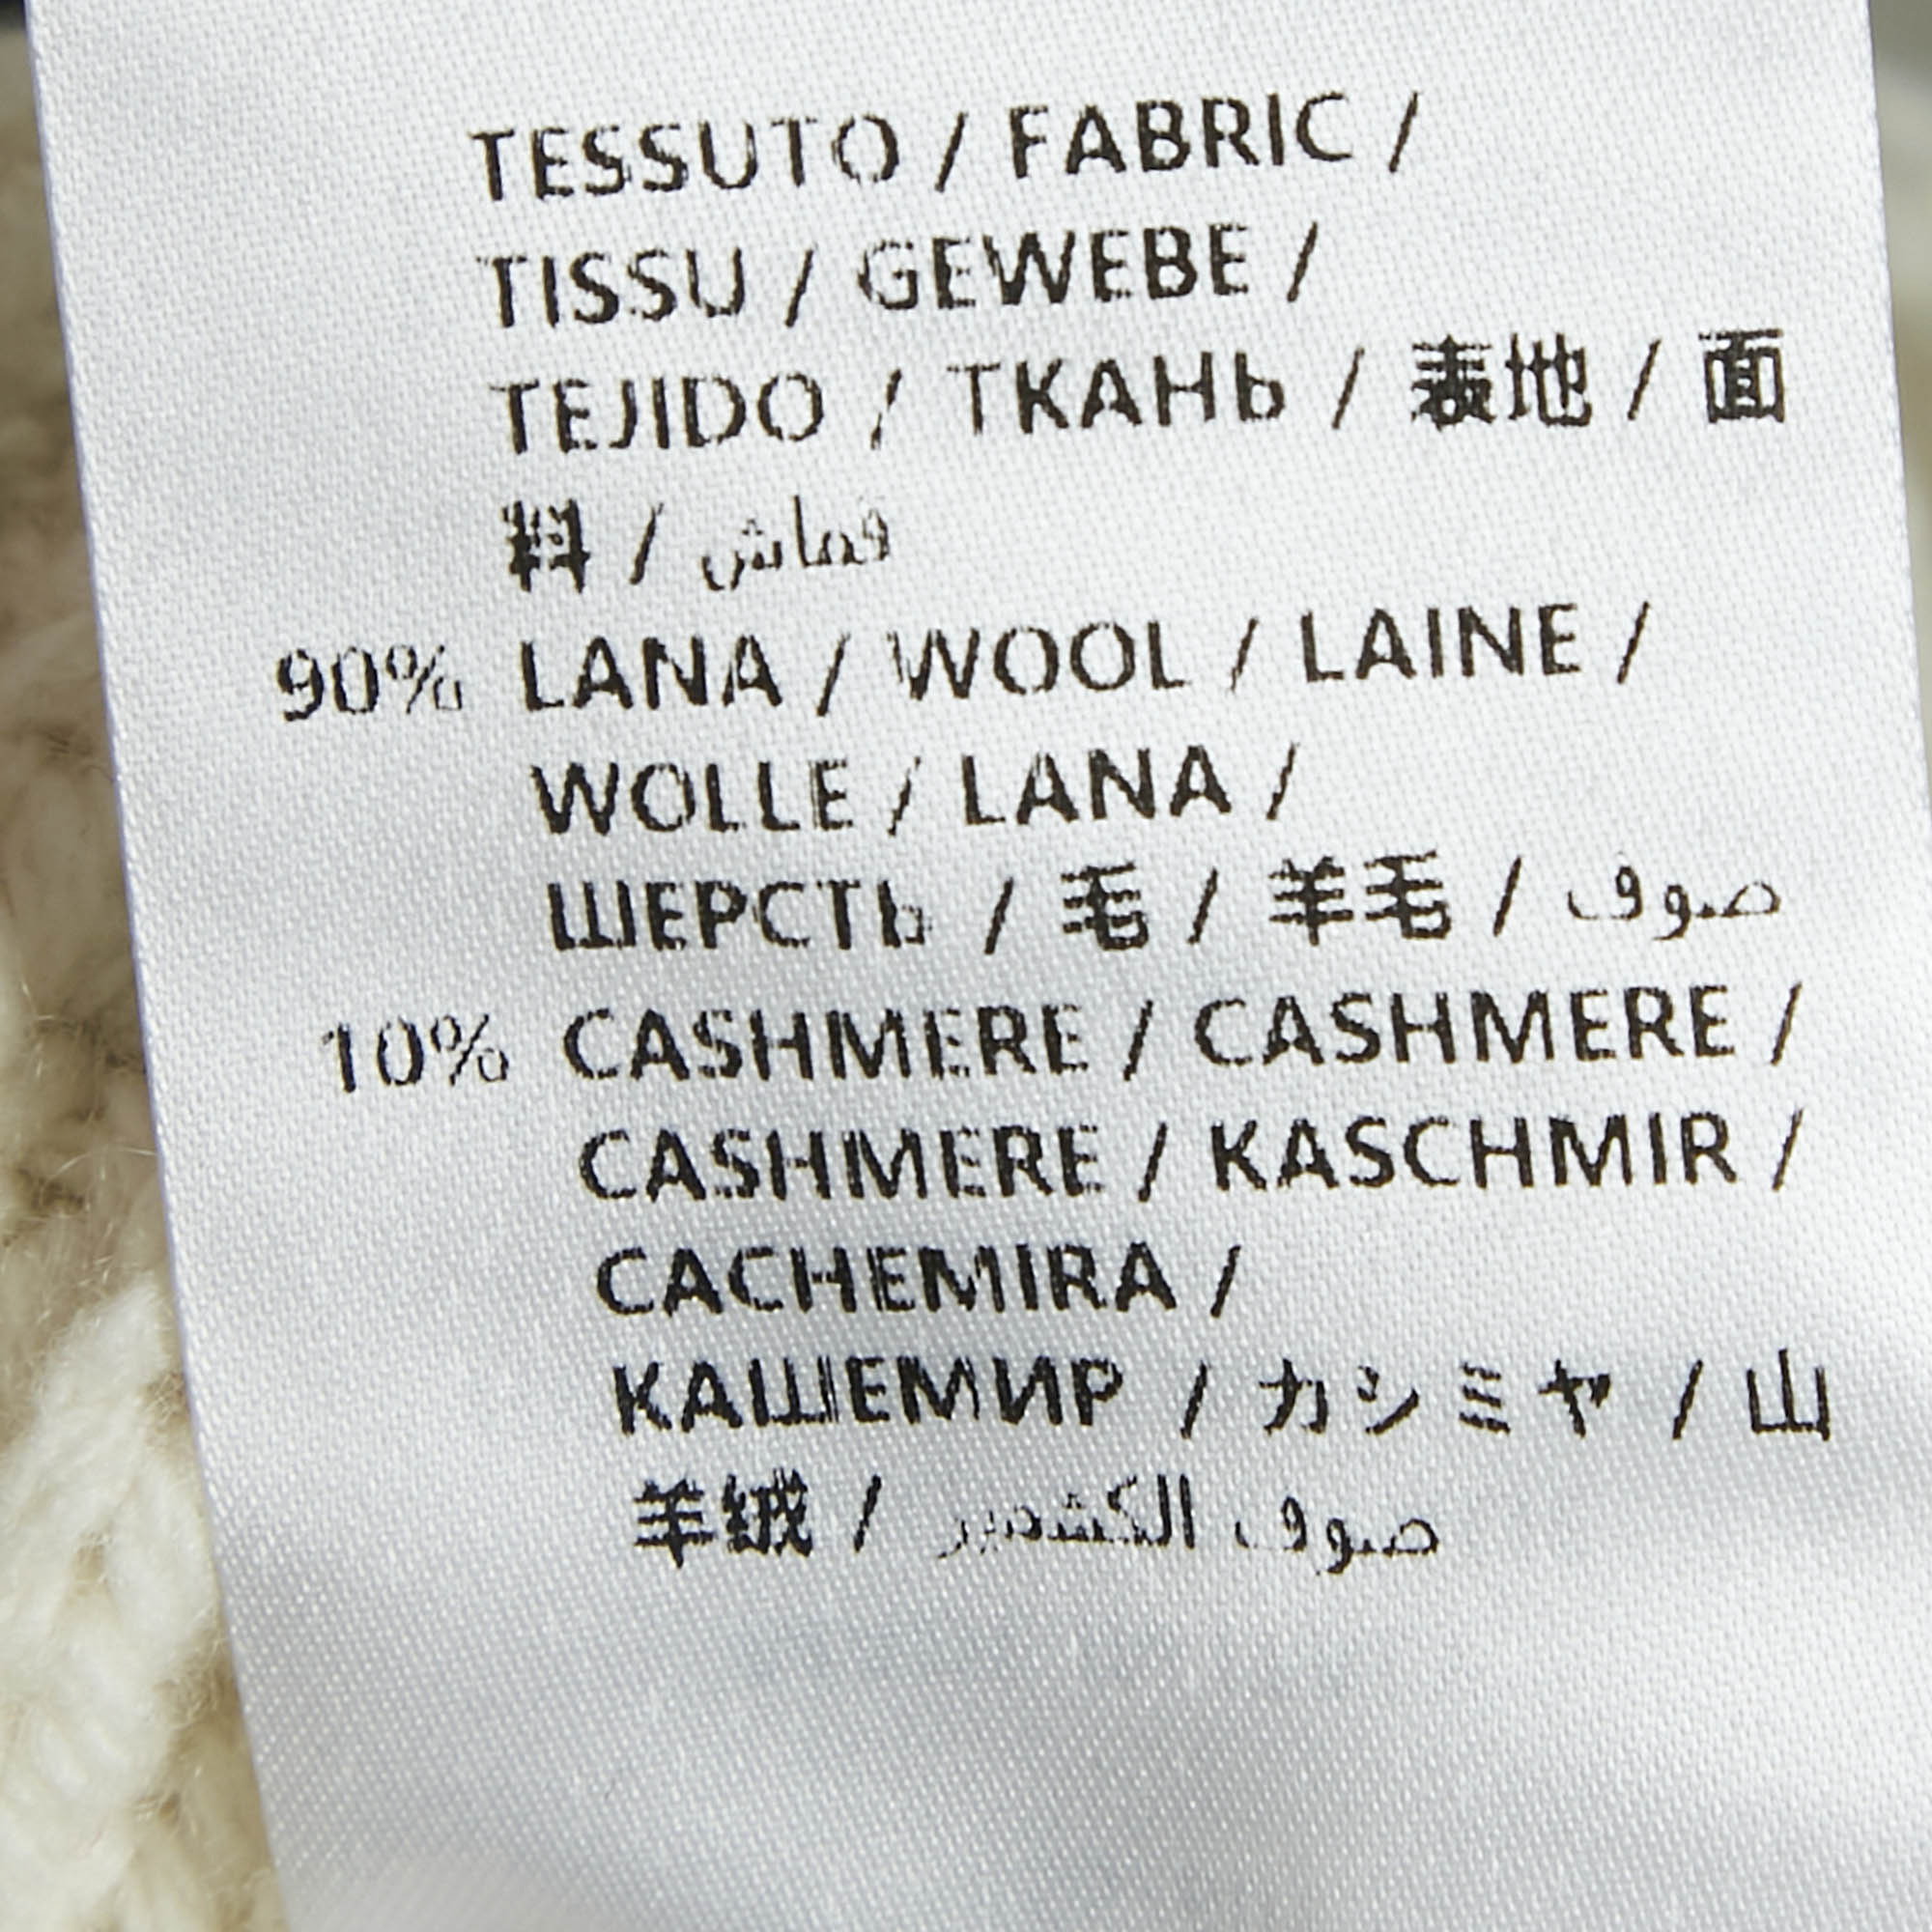 TESSUTO / FABRIC /
TISSU / GEWEBE /
TEJIDO / ТКАНЬ / 表地 / 面
料 / قماش
90% LANA / WOOL / LAINE /
WOLLE / LANA /
ШЕРСТЬ / 毛 / 羊毛 / صوف
10% CASHMERE / CASHMERE /
CASHMERE / KASCHMIR /
CACHEMIRA /
КАШЕМИР / カシミヤ / 山
羊绒 / صوف الكشمير